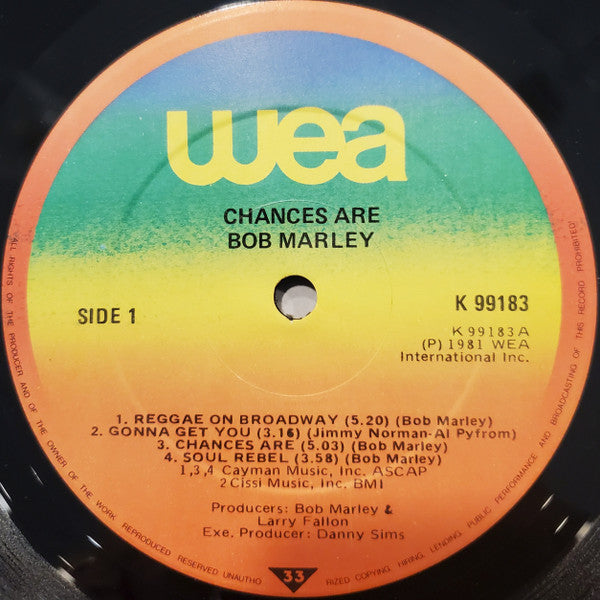 wea
CHANCES ARE
BOB MARLEY
SIDE 1
K 99183
K 99183 A
(P) 1981 WEA
International Inc.
1. REGGAE ON BROADWAY (5.20) (Bob Marley)
2. GONNA GET YOU (3.16) (Jimmy Norman-Al Pyfrom)
3. CHANCES ARE (5.03) (Bob Marley)
4. SOUL REBEL (3.58) (Bob Marley)
1,3,4 Cayman Music, Inc. ASCAP
2 Cissi Music, Inc. BMI
Producers: Bob Marley &
Larry Fallon
Exe. Producer: Danny Sims
ALL RIGHTS OF THE PRODUCER AND OF THE OWNER OF THE WORK REPRODUCED RESERVED UNAUTHO
33
RIZED COPYING, HIRING, LENDING, PUBLIC PERFORMANCE AND BROADCASTING OF THIS RECORD PROHIBITED